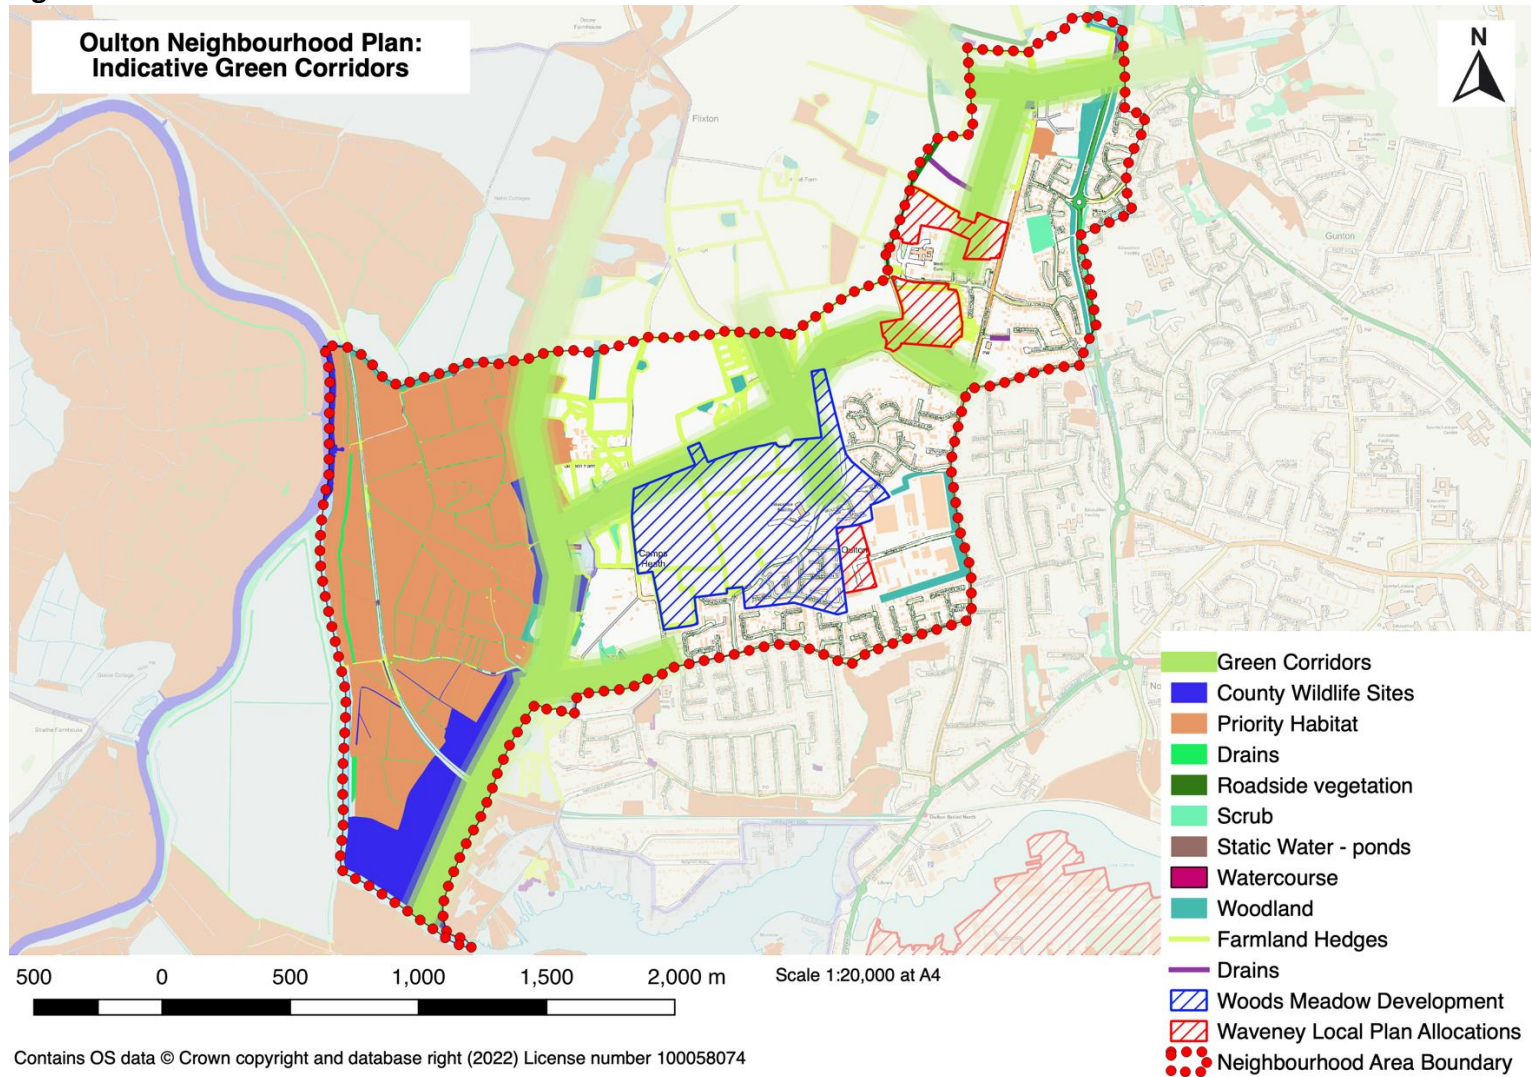 Oulton Neighbourhood Plan:
Indicative Green Corridors
N
Flixton
Gunton
Camps
Heath
Oulton
Green Corridors
County Wildlife Sites
Priority Habitat
Drains
Roadside vegetation
Scrub
Static Water - ponds
Watercourse
Woodland
Farmland Hedges
Drains
Woods Meadow Development
Waveney Local Plan Allocations
Neighbourhood Area Boundary
500 0 500 1,000 1,500 2,000 m
Scale 1:20,000 at A4
Contains OS data © Crown copyright and database right (2022) License number 100058074